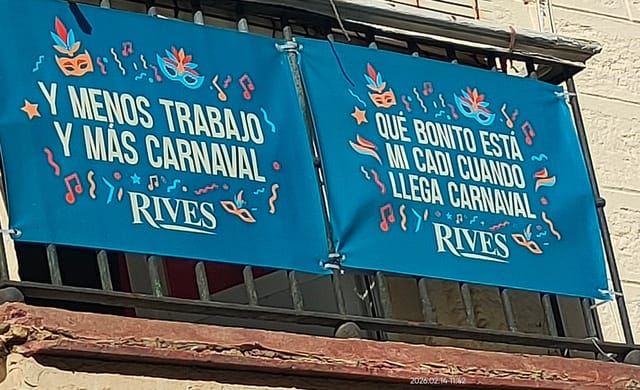 Y MENOS TRABAJO
Y MÁS CARNAVAL
RIVES
QUÉ BONITO ESTÁ
MI CADI CUANDO
LLEGA CARNAVAL
RIVES
2026.02.14 11:42